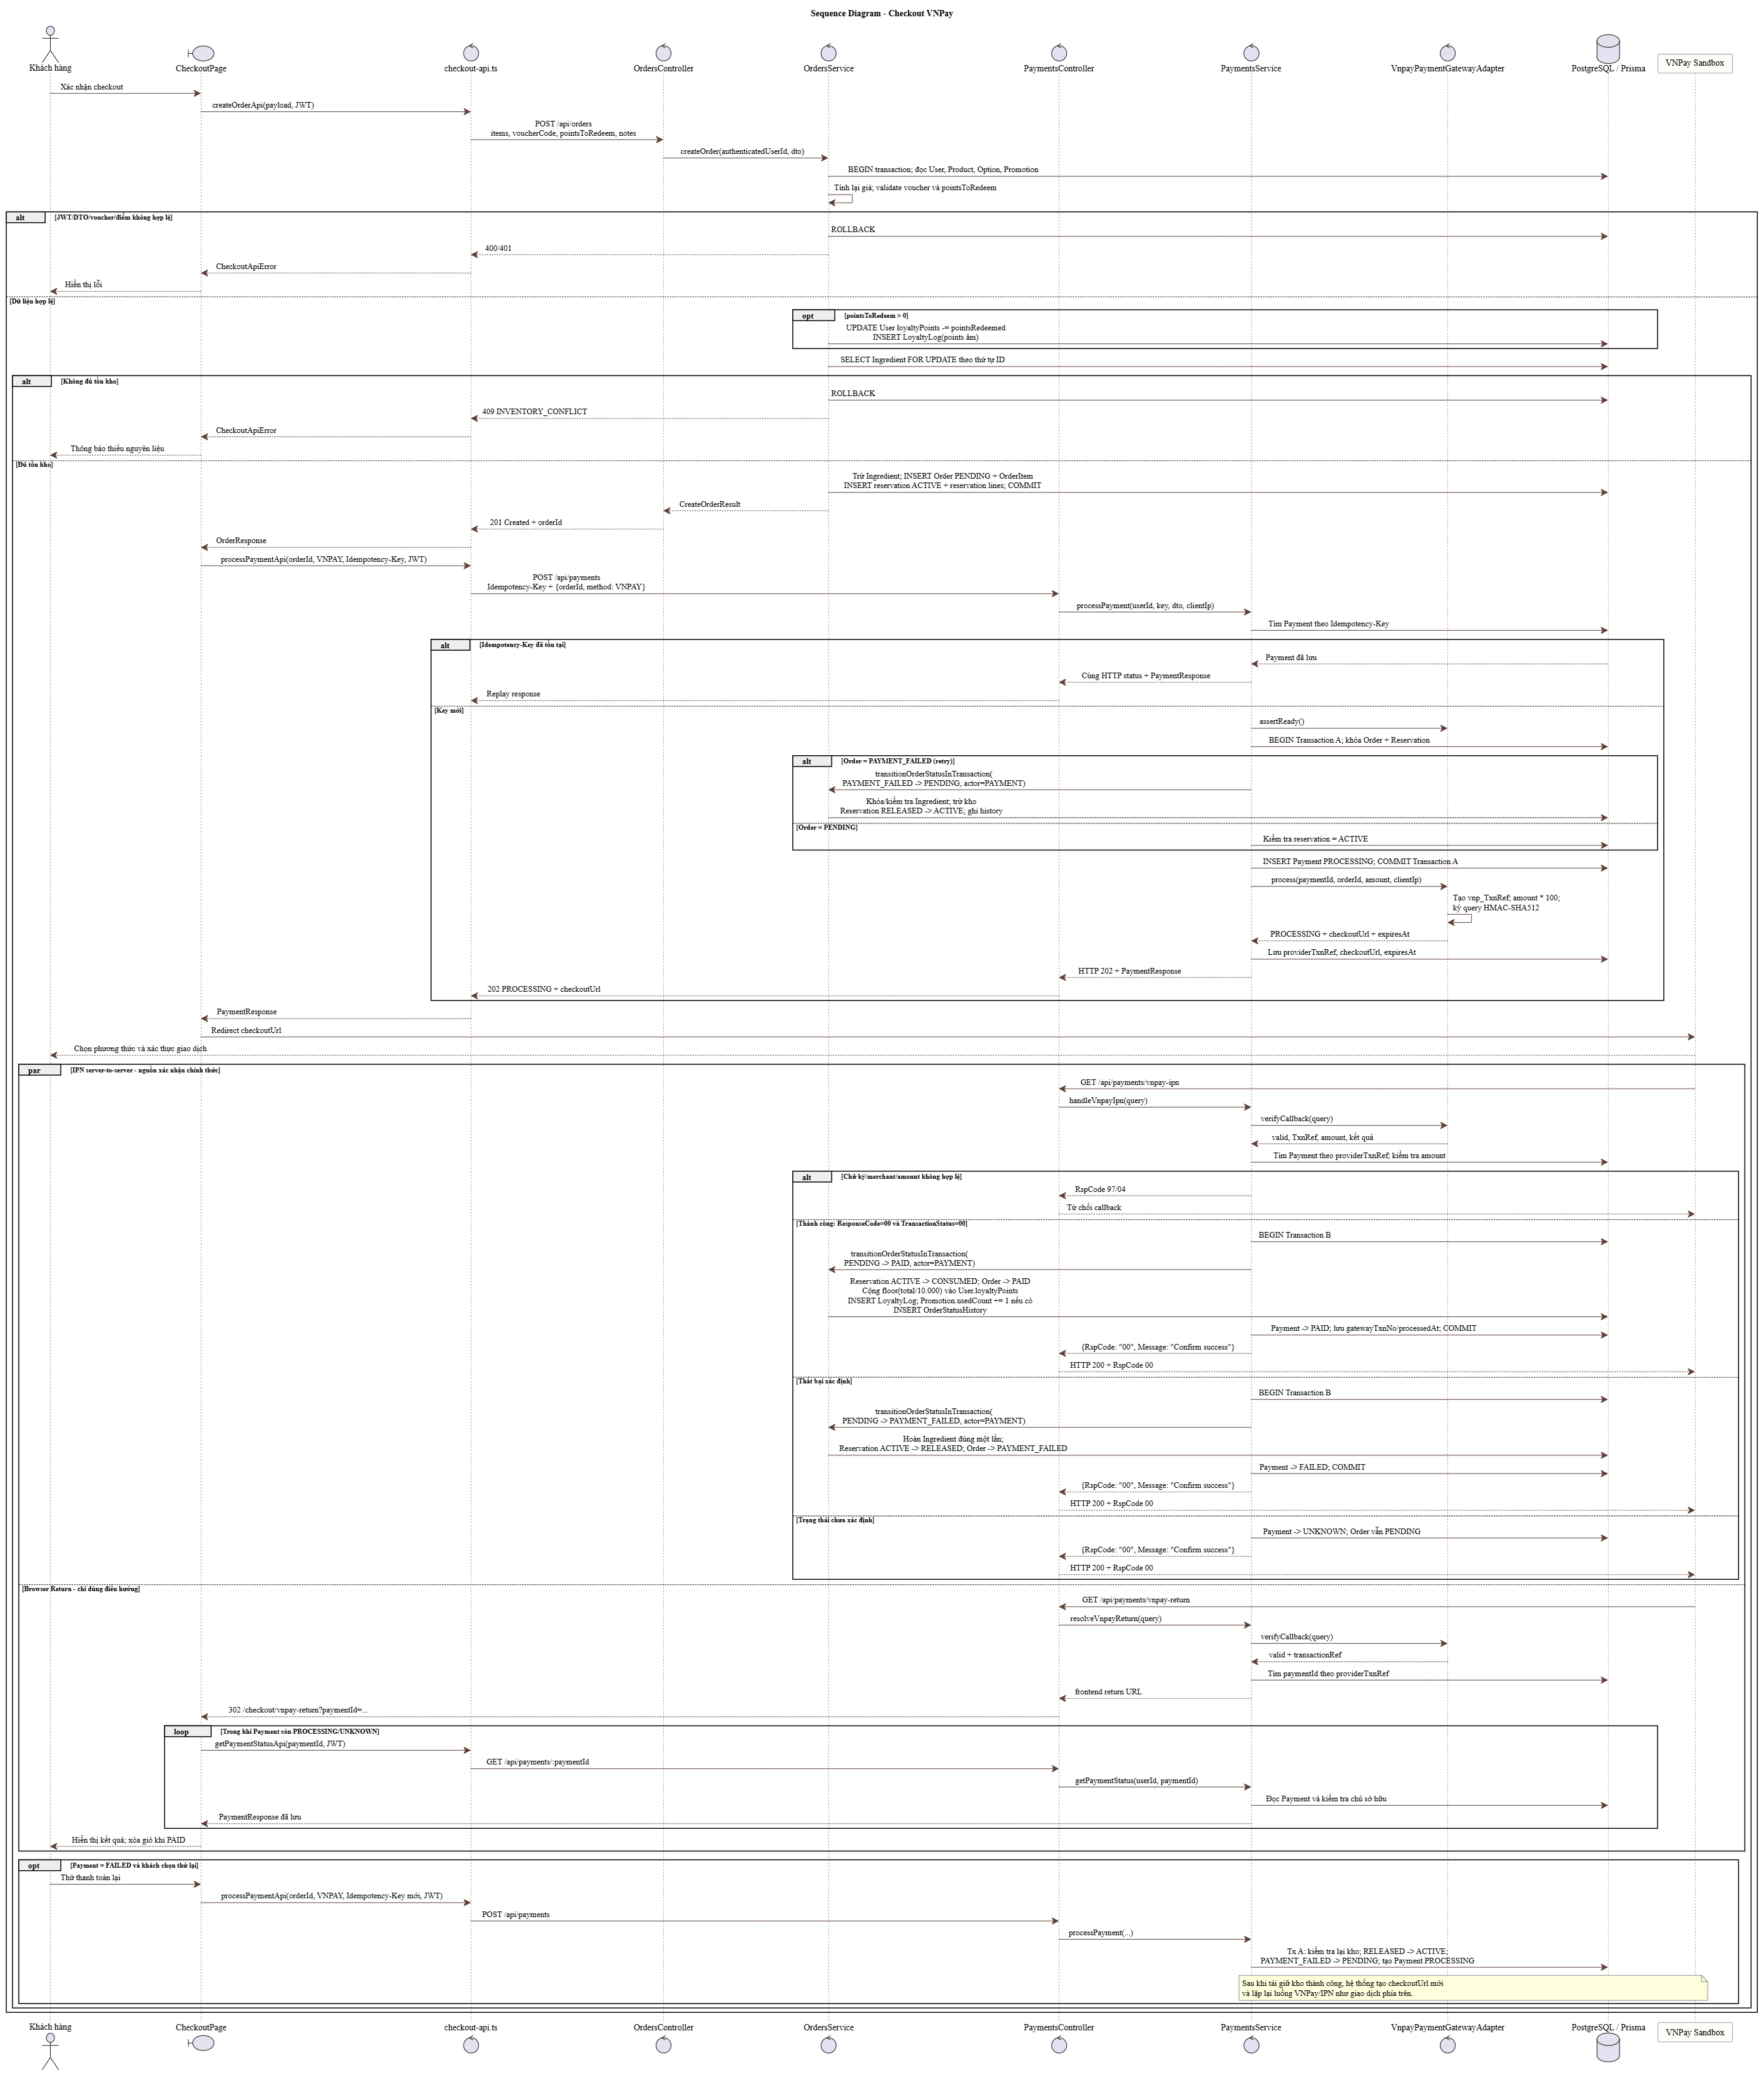 Sequence Diagram - Checkout VNPay
Khách hàng
CheckoutPage
checkout-api.ts
OrdersController
OrdersService
PaymentsController
PaymentsService
VnpayPaymentGatewayAdapter
PostgreSQL / Prisma
VNPay Sandbox
Xác nhận checkout
createOrderApi(payload, JWT)
POST /api/orders
items, voucherCode, pointsToRedeem, notes
createOrder(authenticatedUserId, dto)
BEGIN transaction; đọc User, Product, Option, Promotion
Tính lại giá; validate voucher và pointsToRedeem
alt [JWT/DTO/voucher/điểm không hợp lệ]
ROLLBACK
400/401
CheckoutApiError
Hiển thị lỗi
[Dữ liệu hợp lệ]
opt [pointsToRedeem > 0]
UPDATE User loyaltyPoints -= pointsRedeemed
INSERT LoyaltyLog(points âm)
SELECT Ingredient FOR UPDATE theo thứ tự ID
alt [Không đủ tồn kho]
ROLLBACK
409 INVENTORY_CONFLICT
CheckoutApiError
Thông báo thiếu nguyên liệu
[Đủ tồn kho]
Trừ Ingredient; INSERT Order PENDING + OrderItem
INSERT reservation ACTIVE + reservation lines; COMMIT
CreateOrderResult
201 Created + orderId
OrderResponse
processPaymentApi(orderId, VNPAY, Idempotency-Key, JWT)
POST /api/payments
Idempotency-Key + {orderId, method: VNPAY}
processPayment(userId, key, dto, clientIp)
Tìm Payment theo Idempotency-Key
alt [Idempotency-Key đã tồn tại]
Payment đã lưu
Cùng HTTP status + PaymentResponse
Replay response
[Key mới]
assertReady()
BEGIN Transaction A; khóa Order + Reservation
alt [Order = PAYMENT_FAILED (retry)]
transitionOrderStatusInTransaction(
PAYMENT_FAILED -> PENDING, actor=PAYMENT)
Khóa/kiểm tra Ingredient; trừ kho
Reservation RELEASED -> ACTIVE; ghi history
[Order = PENDING]
Kiểm tra reservation = ACTIVE
INSERT Payment PROCESSING; COMMIT Transaction A
process(paymentId, orderId, amount, clientIp)
Tạo vnp_TxnRef; amount * 100;
ký query HMAC-SHA512
PROCESSING + checkoutUrl + expiresAt
Lưu providerTxnRef, checkoutUrl, expiresAt
HTTP 202 + PaymentResponse
202 PROCESSING + checkoutUrl
PaymentResponse
Redirect checkoutUrl
Chọn phương thức và xác thực giao dịch
par [IPN server-to-server - nguồn xác nhận chính thức]
GET /api/payments/vnpay-ipn
handleVnpayIpn(query)
verifyCallback(query)
valid, TxnRef, amount, kết quả
Tìm Payment theo providerTxnRef; kiểm tra amount
alt [Chữ ký/merchant/amount không hợp lệ]
RspCode 97/04
Từ chối callback
[Thành công: ResponseCode=00 và TransactionStatus=00]
BEGIN Transaction B
transitionOrderStatusInTransaction(
PENDING -> PAID, actor=PAYMENT)
Reservation ACTIVE -> CONSUMED; Order -> PAID
Cộng floor(total/10.000) vào User.loyaltyPoints
INSERT LoyaltyLog; Promotion.usedCount += 1 nếu có
INSERT OrderStatusHistory
Payment -> PAID; lưu gatewayTxnNo/processedAt; COMMIT
{RspCode: "00", Message: "Confirm success"}
HTTP 200 + RspCode 00
[Thất bại xác định]
BEGIN Transaction B
transitionOrderStatusInTransaction(
PENDING -> PAYMENT_FAILED, actor=PAYMENT)
Hoàn Ingredient đúng một lần;
Reservation ACTIVE -> RELEASED; Order -> PAYMENT_FAILED
Payment -> FAILED; COMMIT
{RspCode: "00", Message: "Confirm success"}
HTTP 200 + RspCode 00
[Trạng thái chưa xác định]
Payment -> UNKNOWN; Order vẫn PENDING
{RspCode: "00", Message: "Confirm success"}
HTTP 200 + RspCode 00
[Browser Return - chỉ dùng điều hướng]
GET /api/payments/vnpay-return
resolveVnpayReturn(query)
verifyCallback(query)
valid + transactionRef
Tìm paymentId theo providerTxnRef
frontend return URL
302 /checkout/vnpay-return?paymentId=...
loop [Trong khi Payment còn PROCESSING/UNKNOWN]
getPaymentStatusApi(paymentId, JWT)
GET /api/payments/:paymentId
getPaymentStatus(userId, paymentId)
Đọc Payment và kiểm tra chủ sở hữu
PaymentResponse đã lưu
Hiển thị kết quả; xóa giỏ khi PAID
opt [Payment = FAILED và khách chọn thử lại]
Thử thanh toán lại
processPaymentApi(orderId, VNPAY, Idempotency-Key mới, JWT)
POST /api/payments
processPayment(...)
Tx A: kiểm tra lại kho; RELEASED -> ACTIVE;
PAYMENT_FAILED -> PENDING; tạo Payment PROCESSING
Sau khi tái giữ kho thành công, hệ thống tạo checkoutUrl mới
và lặp lại luồng VNPay/IPN như giao dịch phía trên.
Khách hàng
CheckoutPage
checkout-api.ts
OrdersController
OrdersService
PaymentsController
PaymentsService
VnpayPaymentGatewayAdapter
PostgreSQL / Prisma
VNPay Sandbox